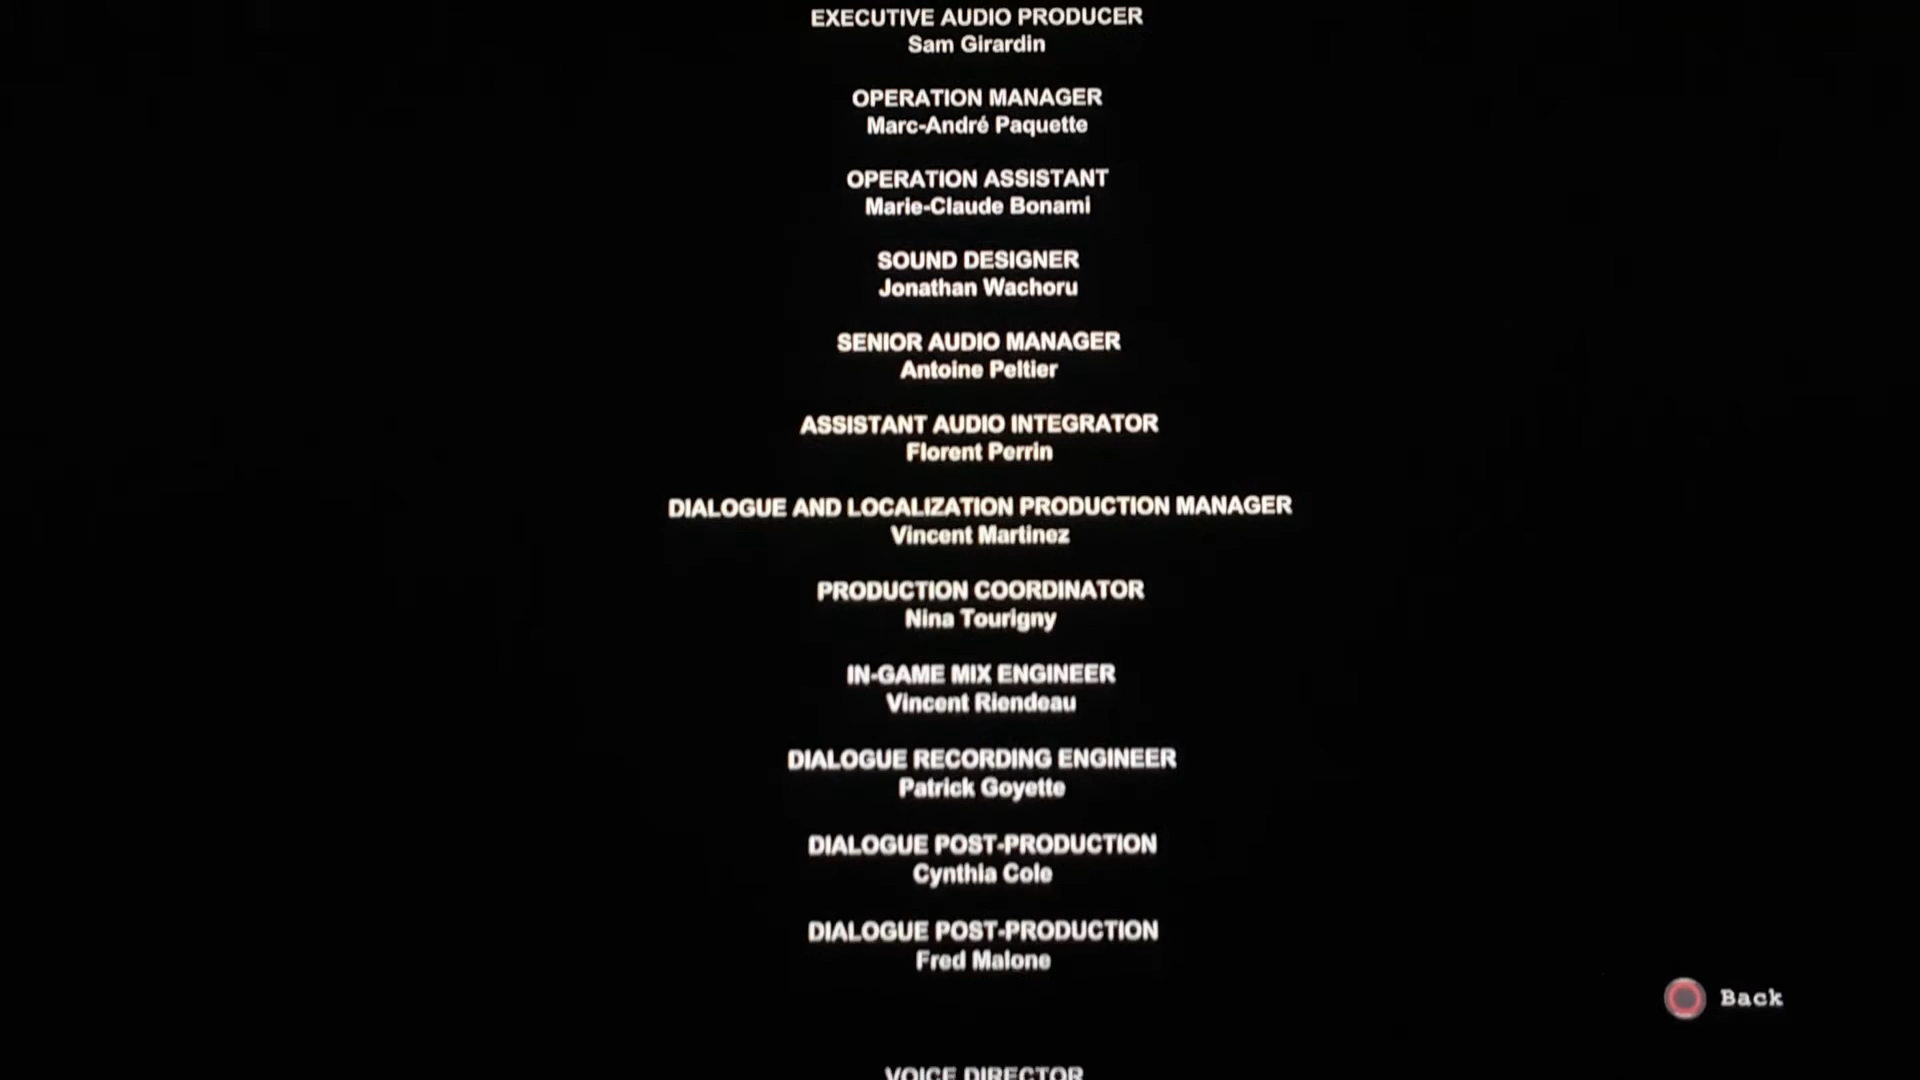 EXECUTIVE AUDIO PRODUCER
Sam Girardin
OPERATION MANAGER
Marc-André Paquette
OPERATION ASSISTANT
Marie-Claude Bonami
SOUND DESIGNER
Jonathan Wachoru
SENIOR AUDIO MANAGER
Antoine Peltier
ASSISTANT AUDIO INTEGRATOR
Florent Perrin
DIALOGUE AND LOCALIZATION PRODUCTION MANAGER
Vincent Martinez
PRODUCTION COORDINATOR
Nina Tourigny
IN-GAME MIX ENGINEER
Vincent Riendeau
DIALOGUE RECORDING ENGINEER
Patrick Goyette
DIALOGUE POST-PRODUCTION
Cynthia Cole
DIALOGUE POST-PRODUCTION
Fred Malone
Back
VOICE DIRECTOR